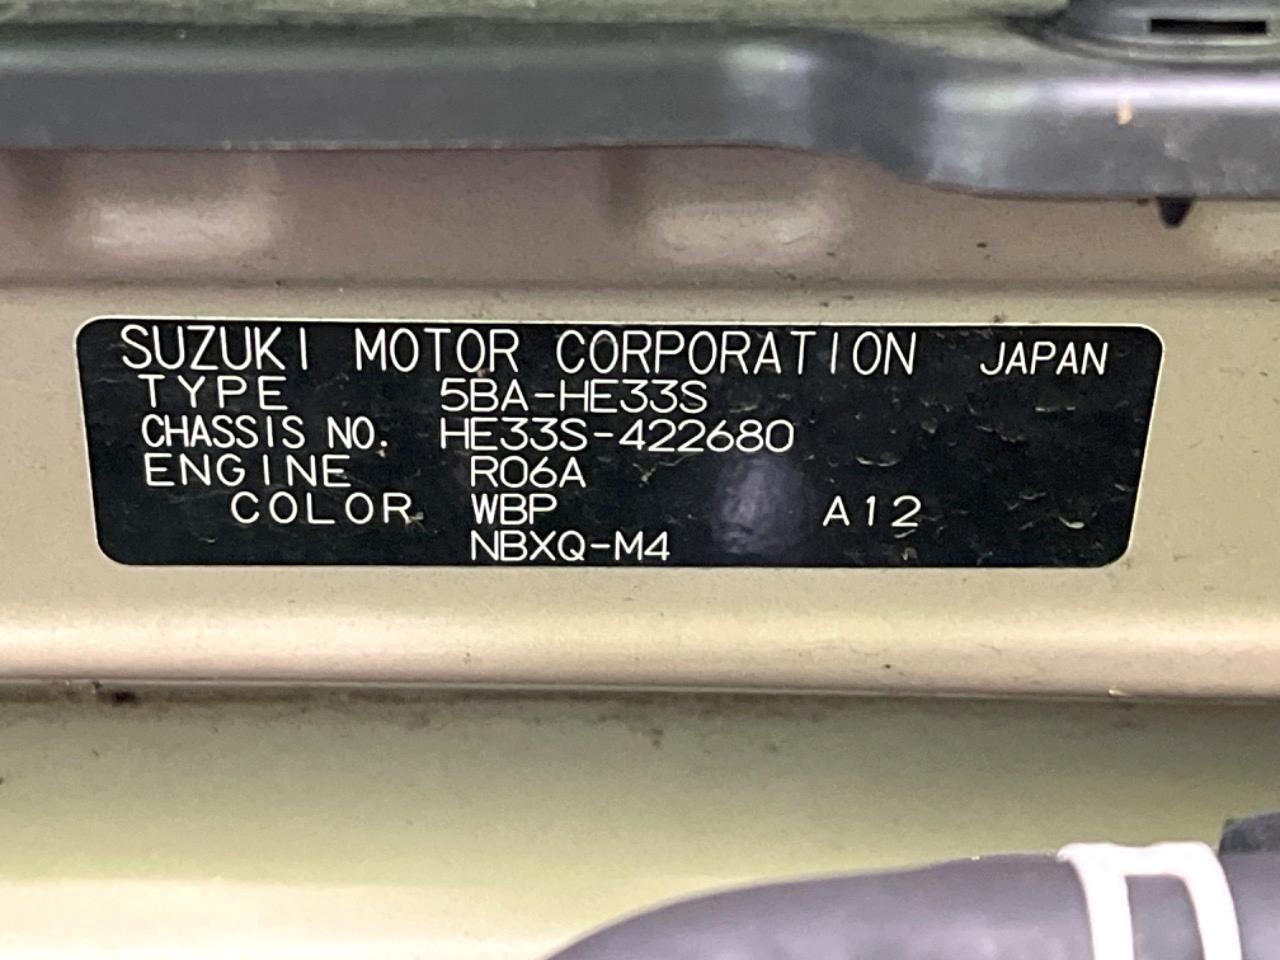 SUZUKI MOTOR CORPORATION JAPAN
TYPE 5BA-HE33S
CHASSIS NO. HE33S-422680
ENGINE R06A
COLOR WBP A12
NBXQ-M4